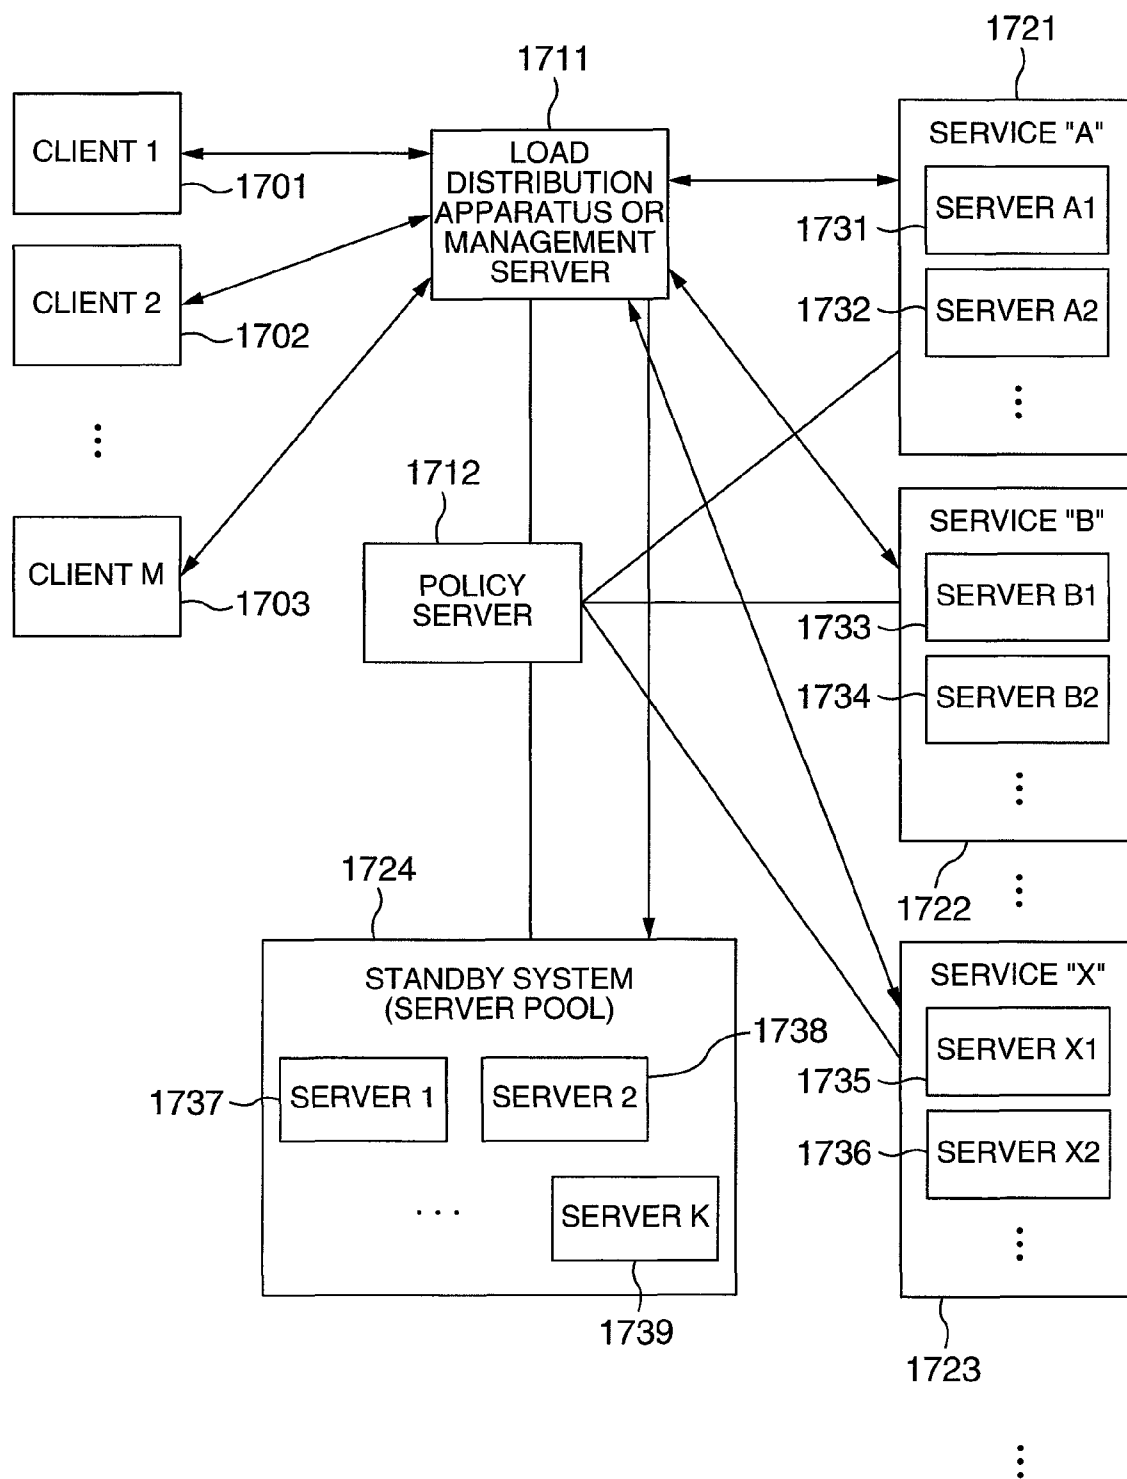 1721
1711
CLIENT 1
1701
LOAD
DISTRIBUTION
APPARATUS OR
MANAGEMENT
SERVER
SERVICE "A"
SERVER A1
1731
SERVER A2
1732
CLIENT 2
1702
...
...
1712
POLICY
SERVER
CLIENT M
1703
SERVICE "B"
SERVER B1
1733
SERVER B2
1734
...
1722
...
1724
STANDBY SYSTEM
(SERVER POOL)
1738
SERVER 1
1737
SERVER 2
...
SERVER K
1739
SERVICE "X"
SERVER X1
1735
SERVER X2
1736
...
1723
...